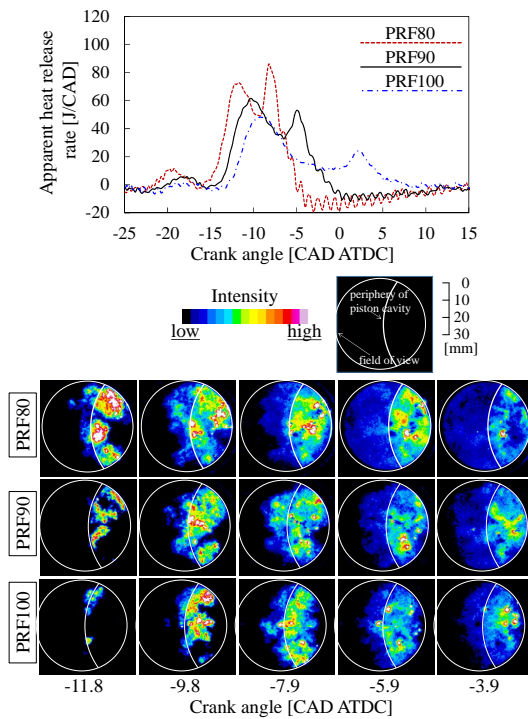 120
100
80
60
40
20
0
-20
Apparent heat release
rate [J/CAD]
PRF80
PRF90
PRF100
-25 -20 -15 -10 -5 0 5 10 15
Crank angle [CAD ATDC]
Intensity
low high
periphery of
piston cavity
field of view
0
10
20
30
[mm]
PRF80
PRF90
PRF100
-11.8 -9.8 -7.9 -5.9 -3.9
Crank angle [CAD ATDC]